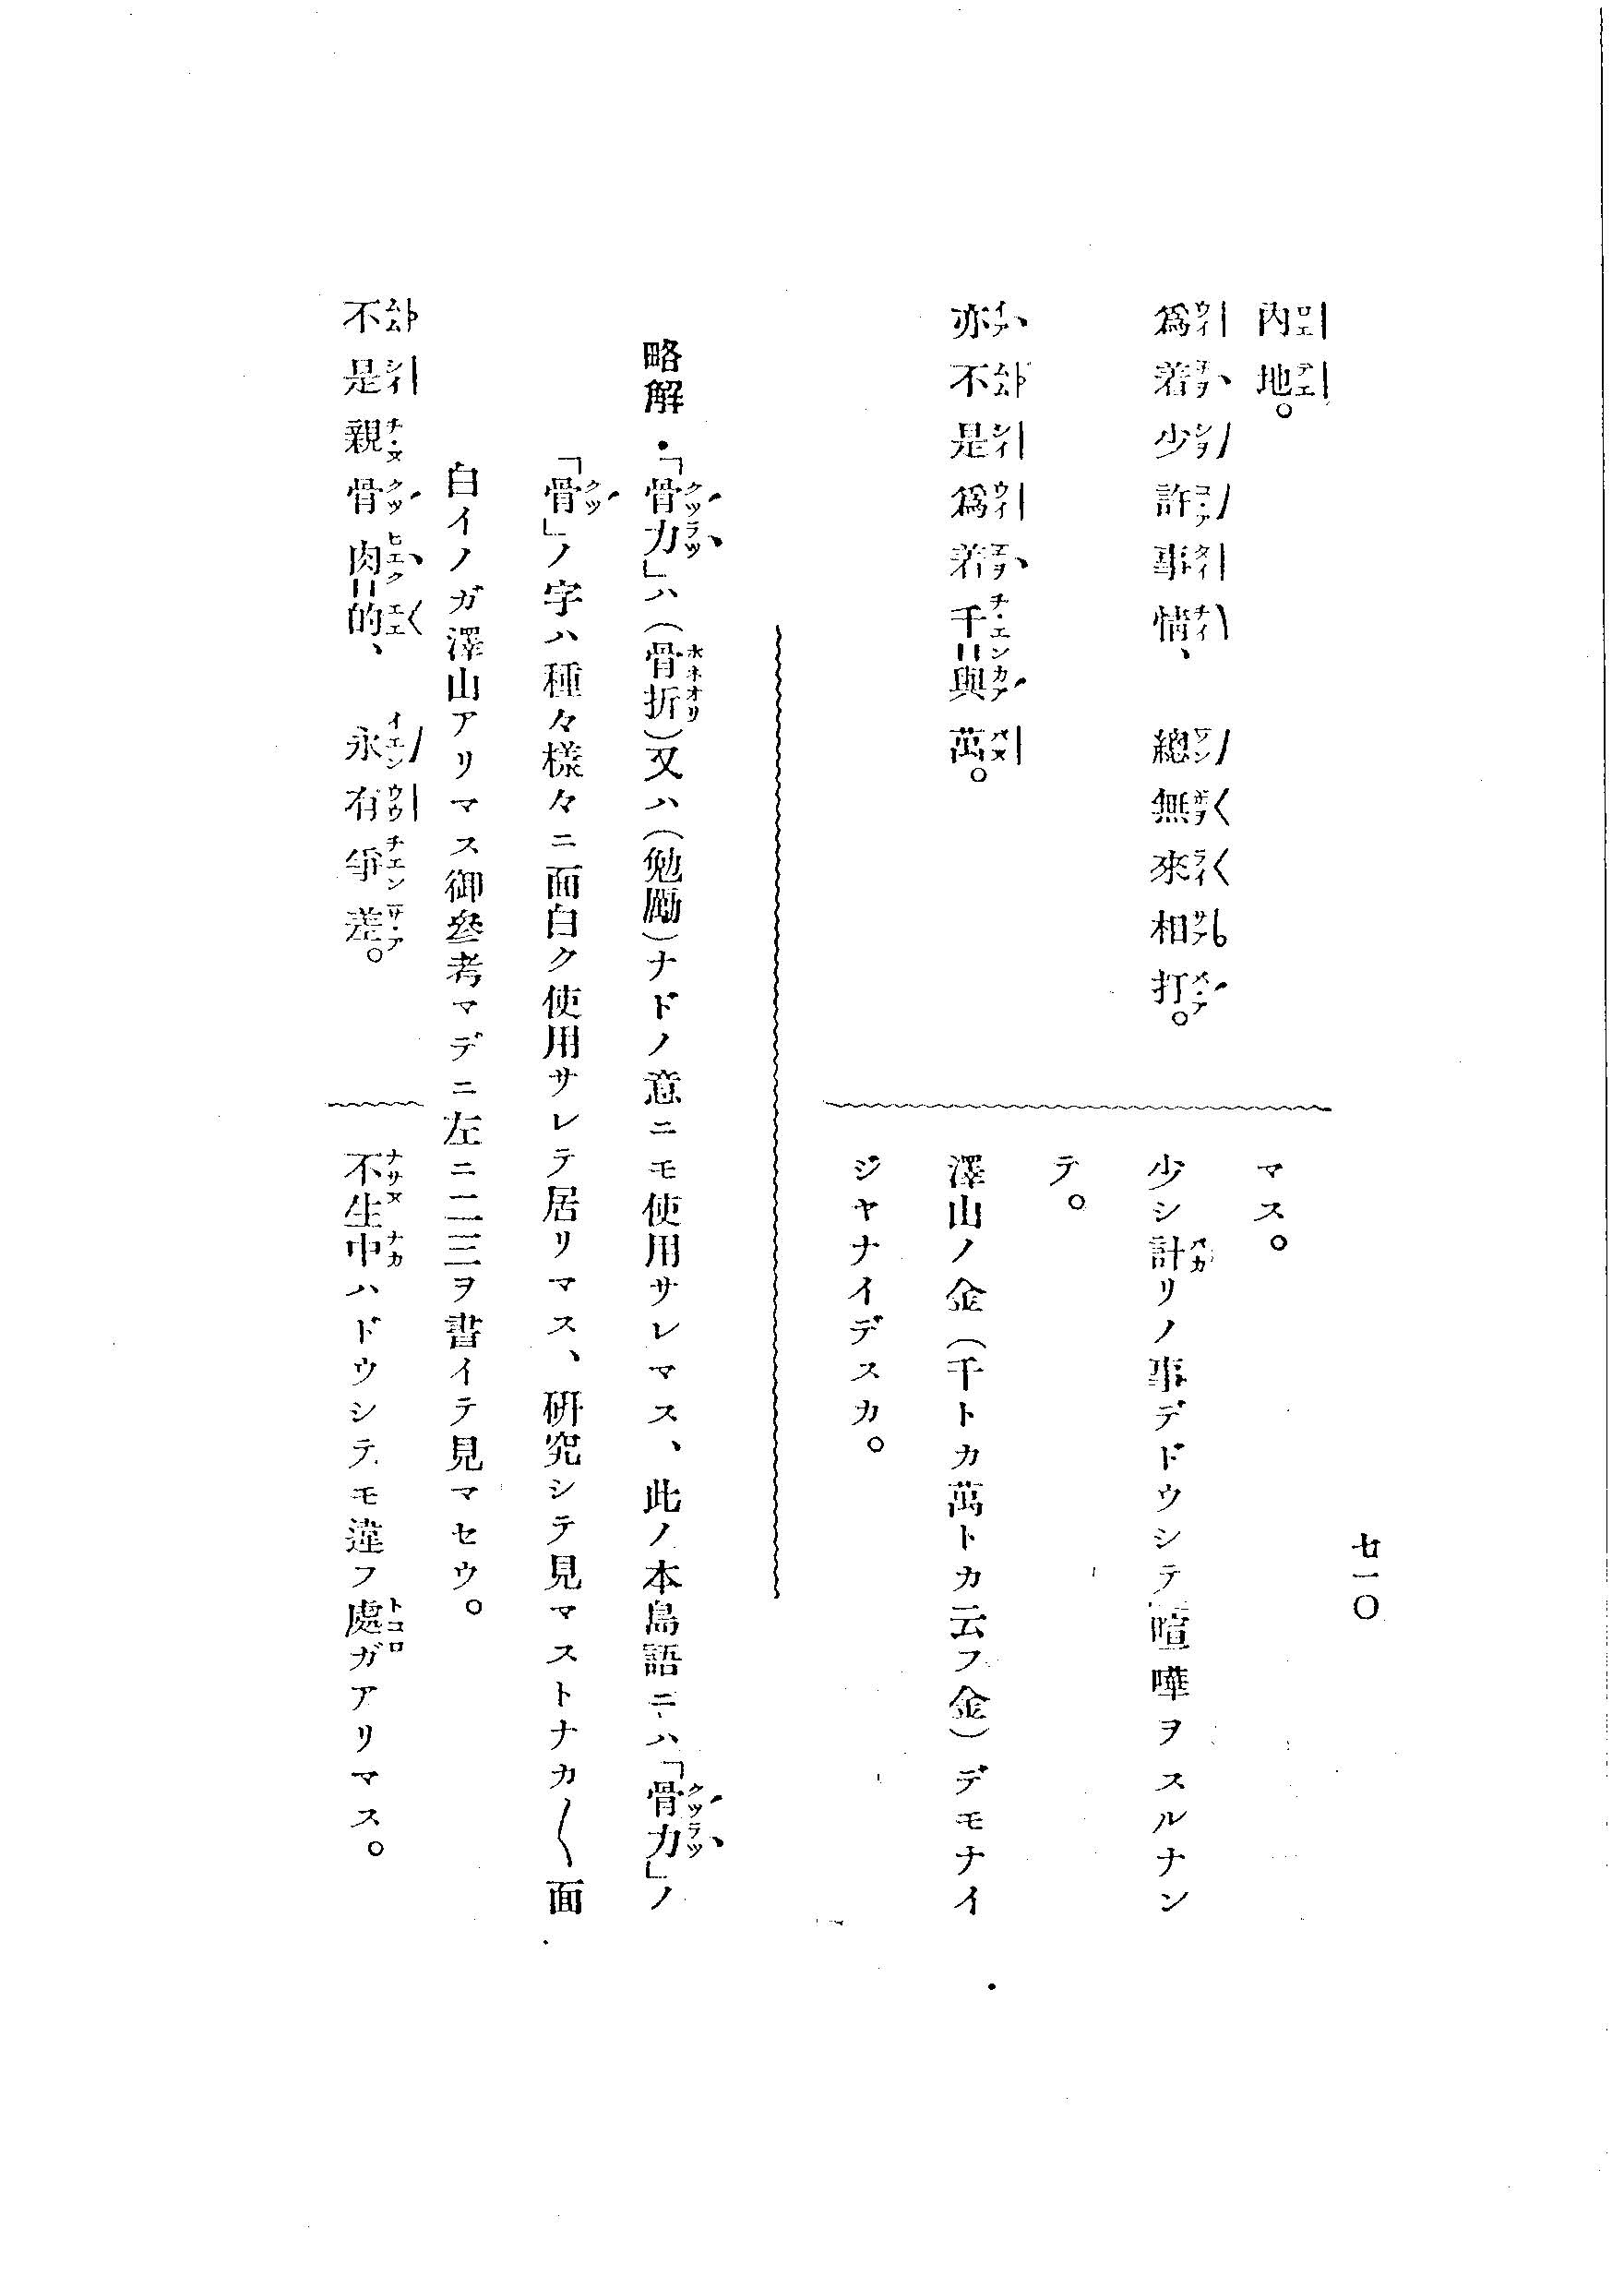 七一〇
內地。
マス。
爲着少許事情、總無來相打。
少シ計リノ事デドウシテ喧嘩ヲスルナン
テ。
亦不是爲着千與萬。
澤山ノ金(千トカ萬トカ云フ金)デモナイ
ジヤナイデスカ。
略解・「骨力」ハ(骨折)又ハ(勉勵)ナドノ意ニモ使用サレマス、此ノ本島語ニハ「骨力」ノ
「骨」ノ字ハ種々樣々ニ面白ク使用サレテ居リマス、硏究シテ見マストナカ〱面
白イノガ澤山アリマス御參考マデニ左ニ二三ヲ書イテ見マセウ。
不是親骨肉的、永有爭差。
不生中ハドウシテモ違フ處ガアリマス。